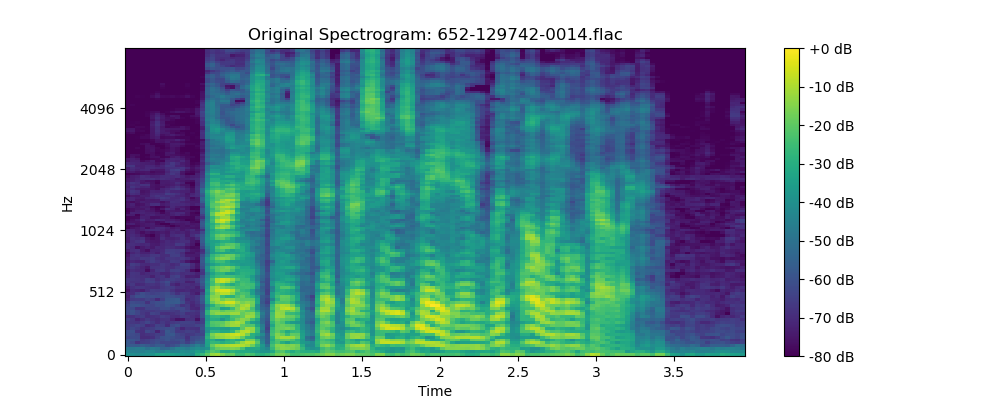 Original Spectrogram: 652-129742-0014.flac
Hz
4096
2048
1024
512
0
0
0.5
1
1.5
2
2.5
3
3.5
Time
+0 dB
-10 dB
-20 dB
-30 dB
-40 dB
-50 dB
-60 dB
-70 dB
-80 dB